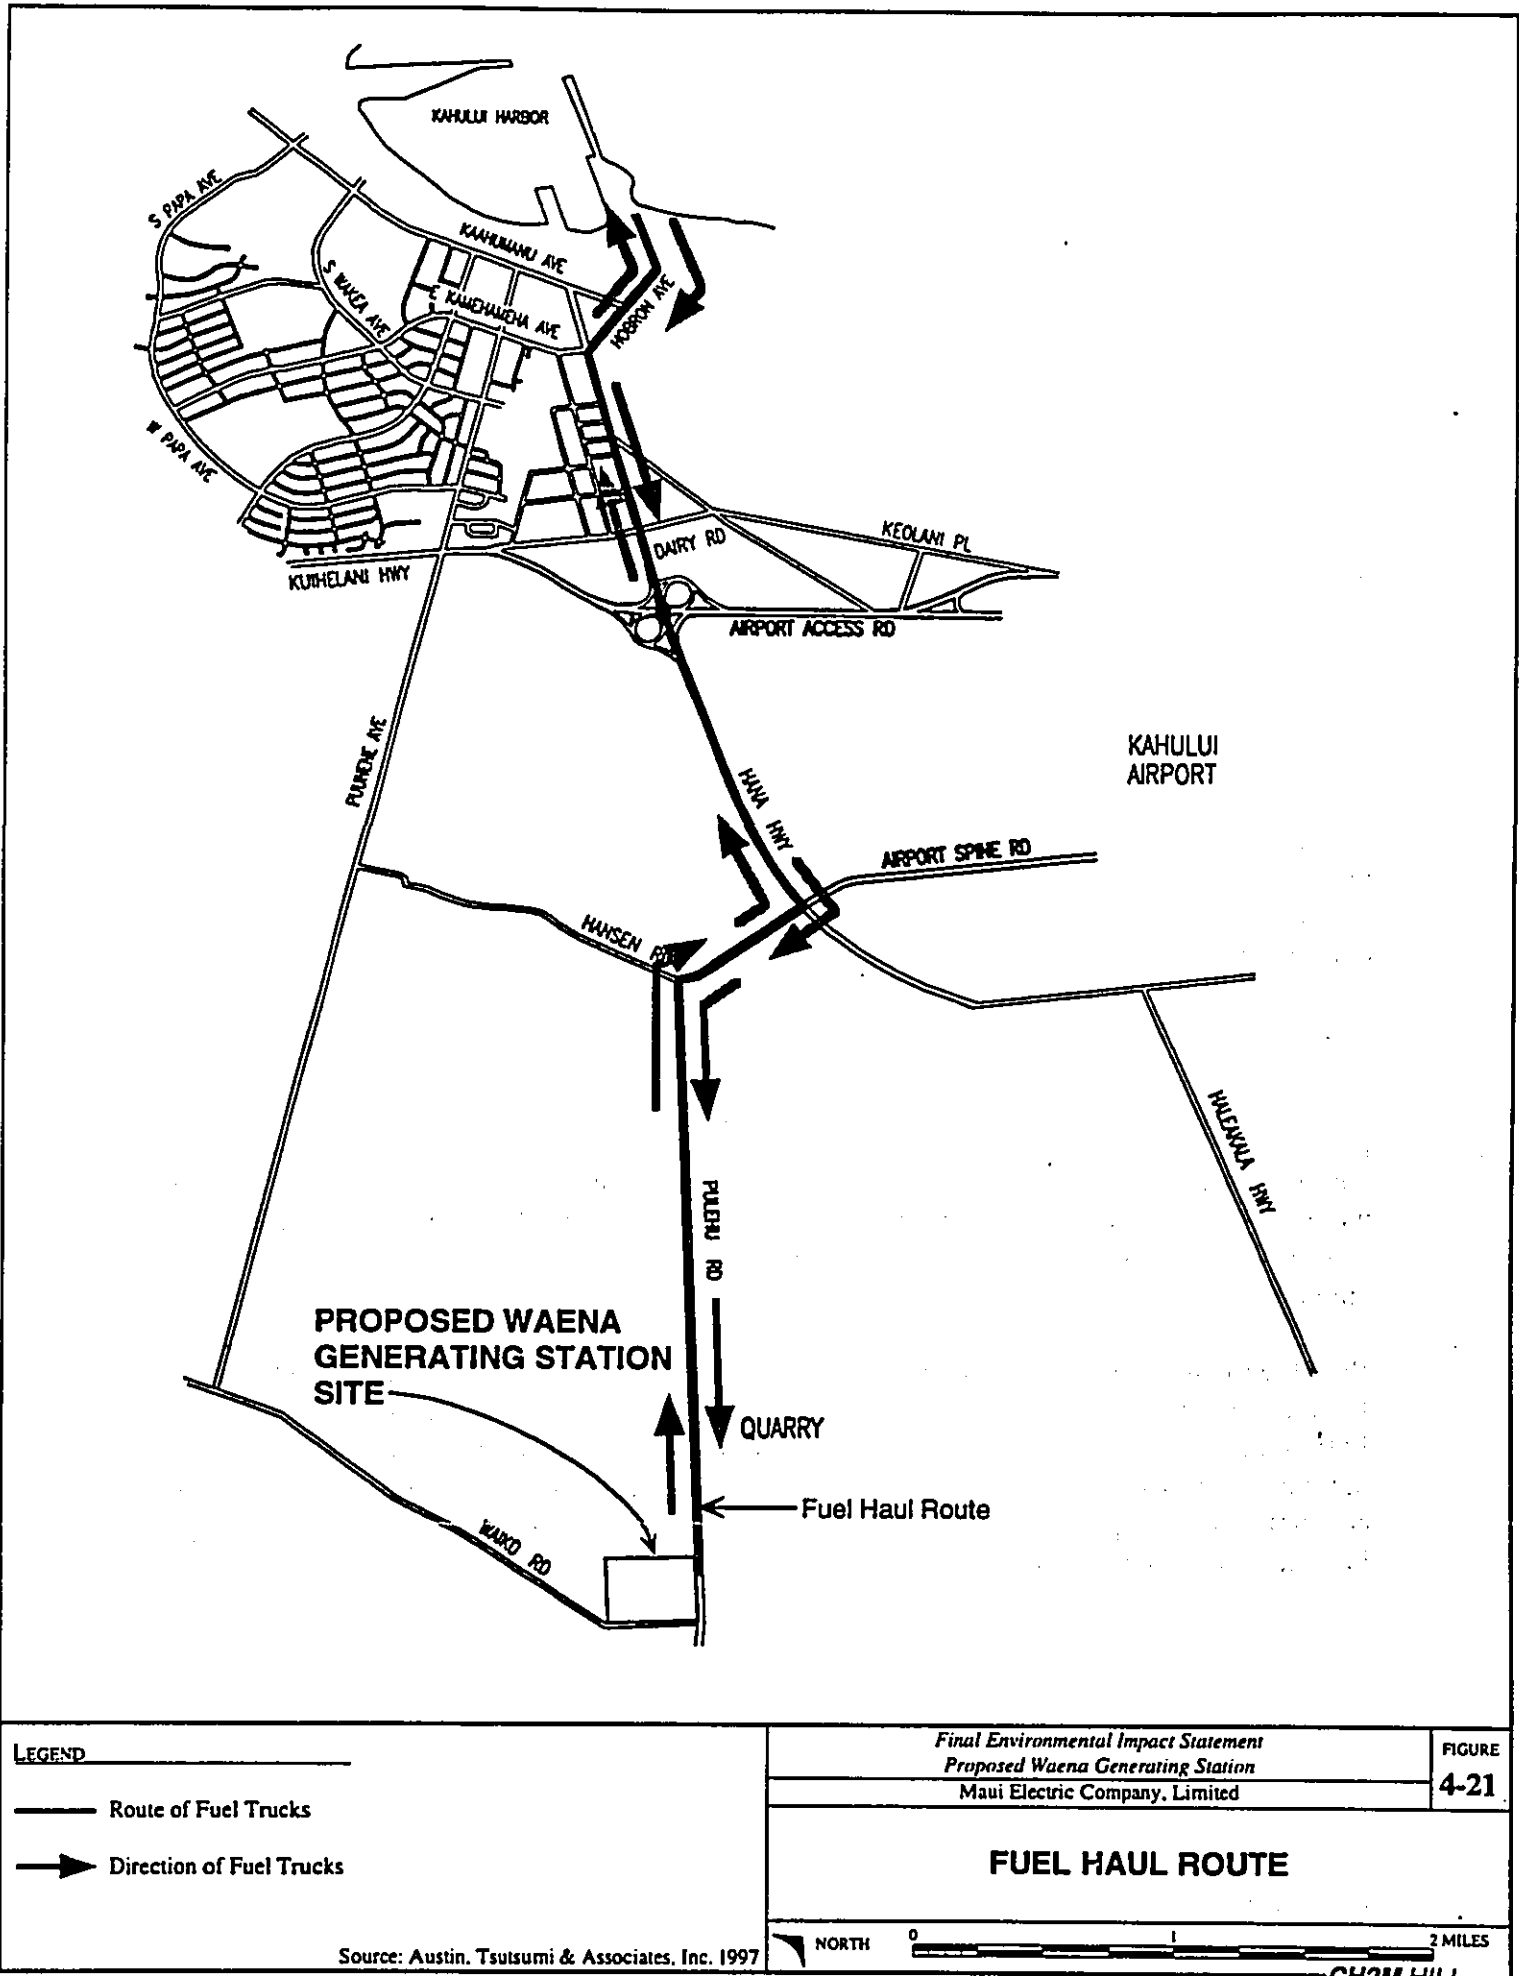 KAHULUI HARBOR
S PAPA AVE
KAAHUMANU AVE
S WAKEA AVE
E KAMEHAMEHA AVE
HOBRON AVE
W PAPA AVE
KEOLANI PL
DAIRY RD
KUIHELANI HWY
AIRPORT ACCESS RD
PUUNENE AVE
KAHULUI
AIRPORT
HANA HWY
AIRPORT SPINE RD
HANSEN RD
HALEAKALA HWY
PULEHU RD
PROPOSED WAENA
GENERATING STATION
SITE
QUARRY
Fuel Haul Route
WAIKO RD
LEGEND
Route of Fuel Trucks
Direction of Fuel Trucks
Source: Austin, Tsutsumi & Associates, Inc. 1997
Final Environmental Impact Statement
Proposed Waena Generating Station
Maui Electric Company, Limited
FIGURE
4-21
FUEL HAUL ROUTE
NORTH
0 1 2 MILES
CH2M HILL